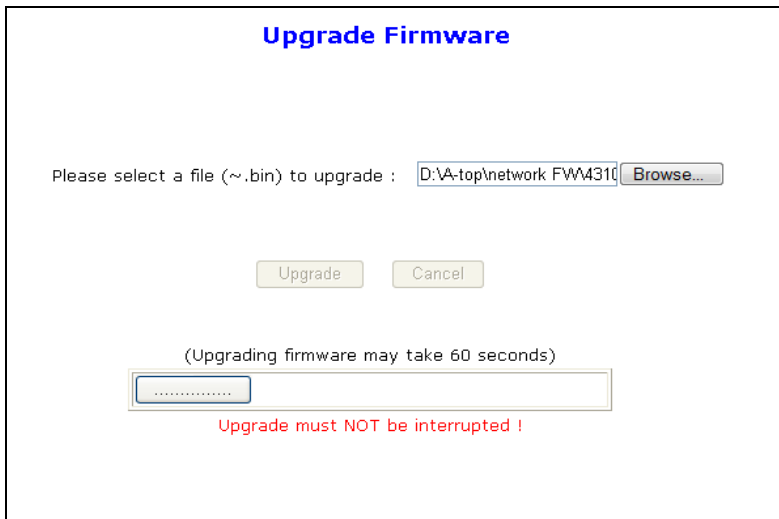 Upgrade Firmware
Please select a file (~.bin) to upgrade : D:\A-top\network FW\4310 Browse...
Upgrade Cancel
(Upgrading firmware may take 60 seconds)
...............
Upgrade must NOT be interrupted !